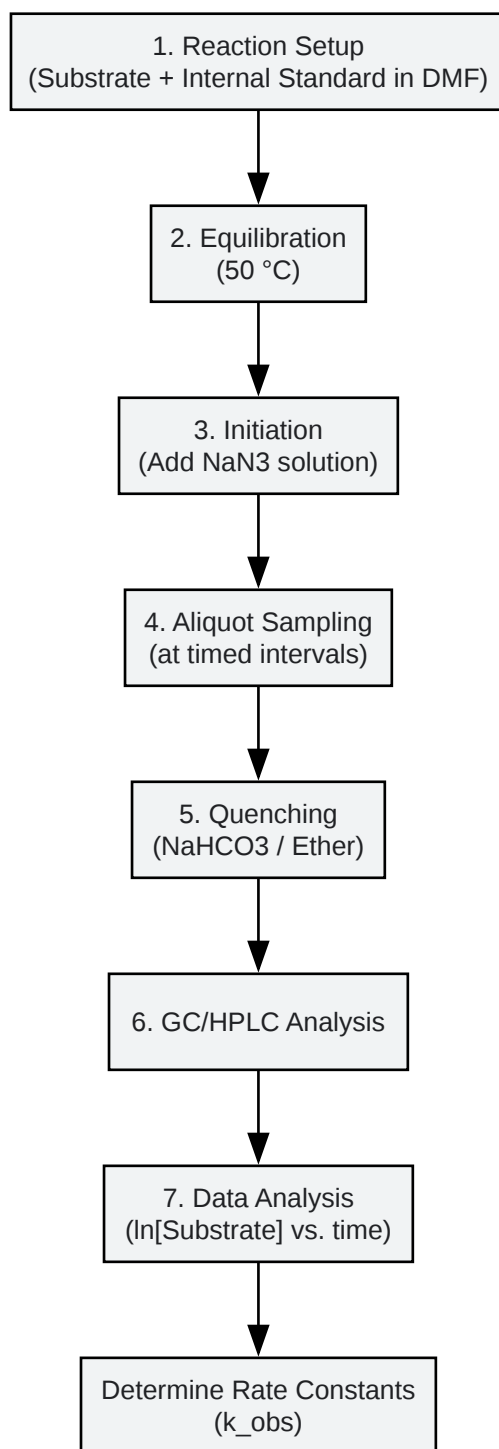 1. Reaction Setup
(Substrate + Internal Standard in DMF)
2. Equilibration
(50 °C)
3. Initiation
(Add NaN3 solution)
4. Aliquot Sampling
(at timed intervals)
5. Quenching
(NaHCO3 / Ether)
6. GC/HPLC Analysis
7. Data Analysis
(ln[Substrate] vs. time)
Determine Rate Constants
(k_obs)